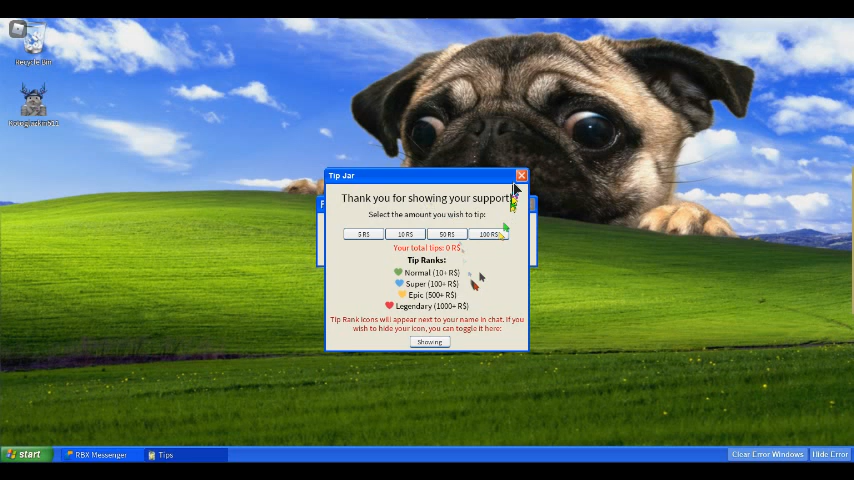 Recycle Bin
Tip Jar
Thank you for showing your support!
Select the amount you wish to tip:
5 R$
10 R$
50 R$
100 R$
Your total tips: 0 R$
Tip Ranks:
Normal (10+ R$)
Super (100+ R$)
Epic (500+ R$)
Legendary (1000+ R$)
Tip Rank Icons will appear next to your name in chat. If you
wish to hide your icon, you can toggle it here:
Showing
start
RBX Messenger
Tips
Clear Error Windows
Hide Error